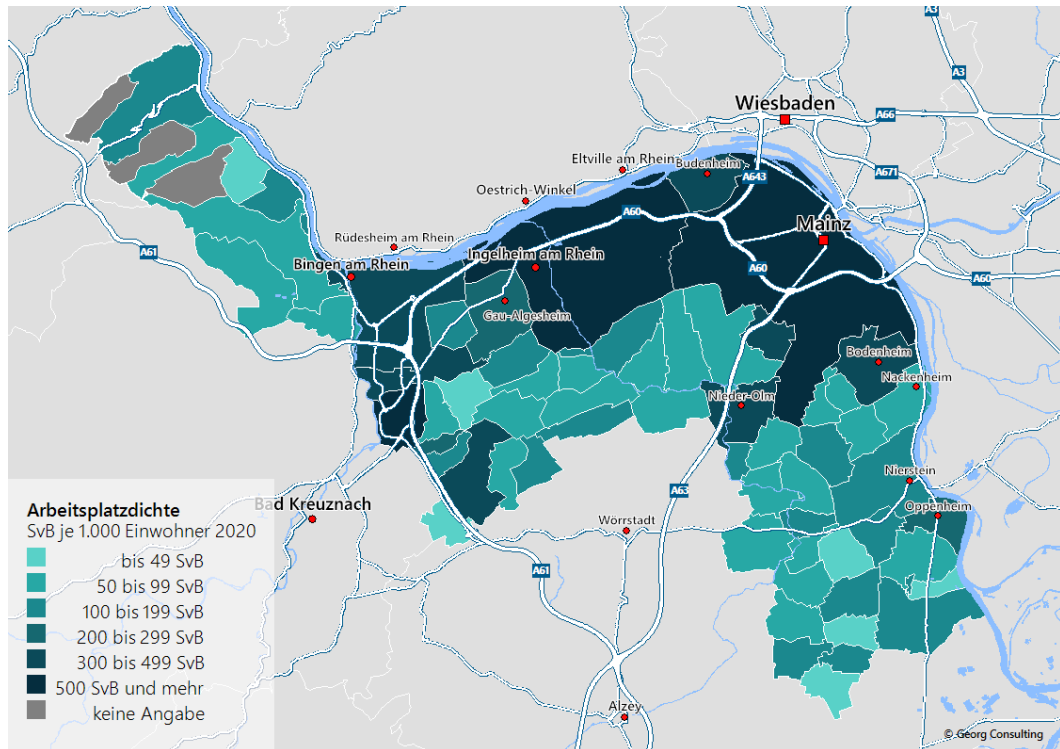 A3
A3
Wiesbaden
A66
Eltville am Rhein
Budenheim
A643
A671
Oestrich-Winkel
A60
Mainz
Rüdesheim am Rhein
A61
Ingelheim am Rhein
Bingen am Rhein
A60
A60
Gau-Algesheim
Bodenheim
Nackenheim
Nieder-Olm
Nierstein
A63
Bad Kreuznach
Oppenheim
Wörrstadt
A61
Alzey
Arbeitsplatzdichte
SvB je 1.000 Einwohner 2020
bis 49 SvB
50 bis 99 SvB
100 bis 199 SvB
200 bis 299 SvB
300 bis 499 SvB
500 SvB und mehr
keine Angabe
© Georg Consulting